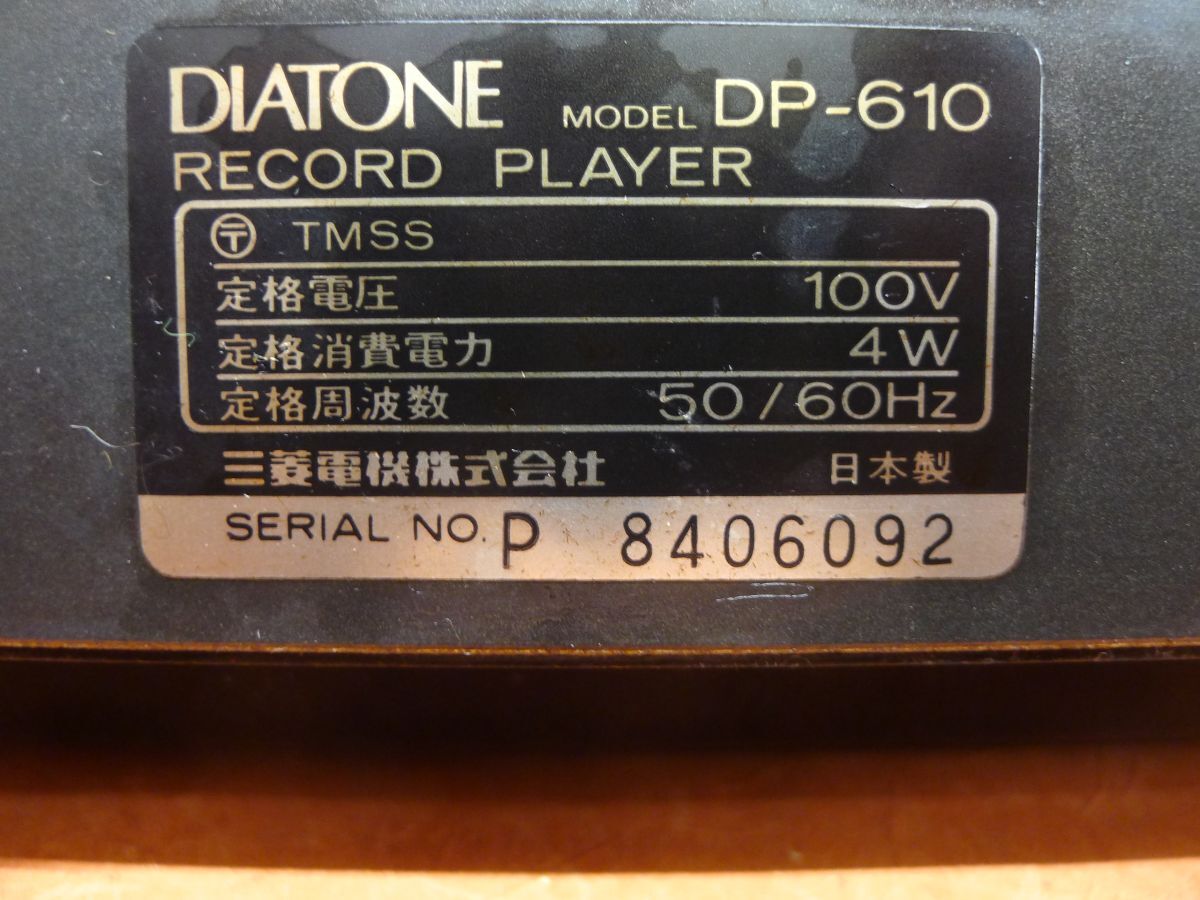 DIATONE MODEL DP-610
RECORD PLAYER
〒 TMSS
定格電圧 100V
定格消費電力 4W
定格周波数 50/60Hz
三菱電機株式会社 日本製
SERIAL NO. P 8406092